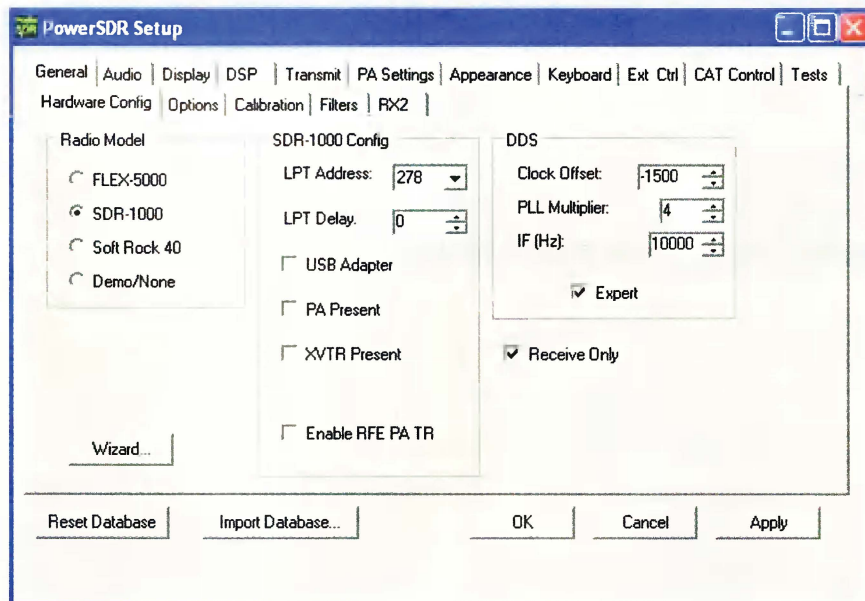 PowerSDR Setup
General Audio Display DSP Transmit PA Settings Appearance Keyboard Ext Ctrl CAT Control Tests
Hardware Config Options Calibration Filters RX2
Radio Model
FLEX-5000
SDR-1000
Soft Rock 40
Demo/None
Wizard...
SDR-1000 Config
LPT Address: 278
LPT Delay. 0
USB Adapter
PA Present
XVTR Present
Enable RFE PA TR
DDS
Clock Offset: -1500
PLL Multiplier: 4
IF (Hz): 10000
Expert
Receive Only
Reset Database Import Database... OK Cancel Apply